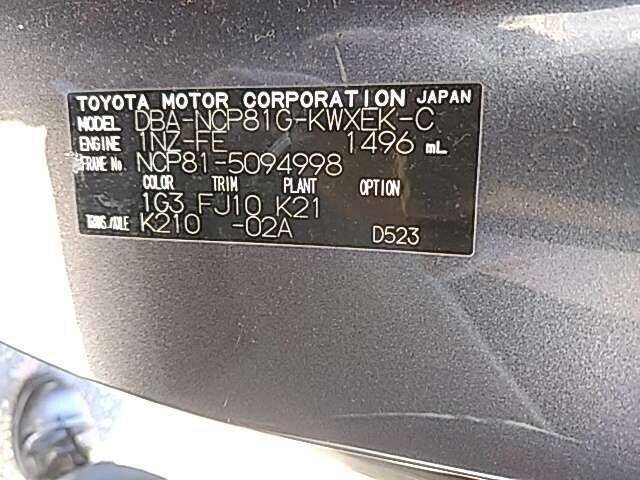 TOYOTA MOTOR CORPORATION JAPAN
MODEL DBA-NCP81G-KWXEK-C
ENGINE 1NZ-FE 1496 mL
FRAME No. NCP81-5094998
COLOR TRIM PLANT OPTION
1G3 FJ10 K21
TRANS./AXLE K210 -02A D523